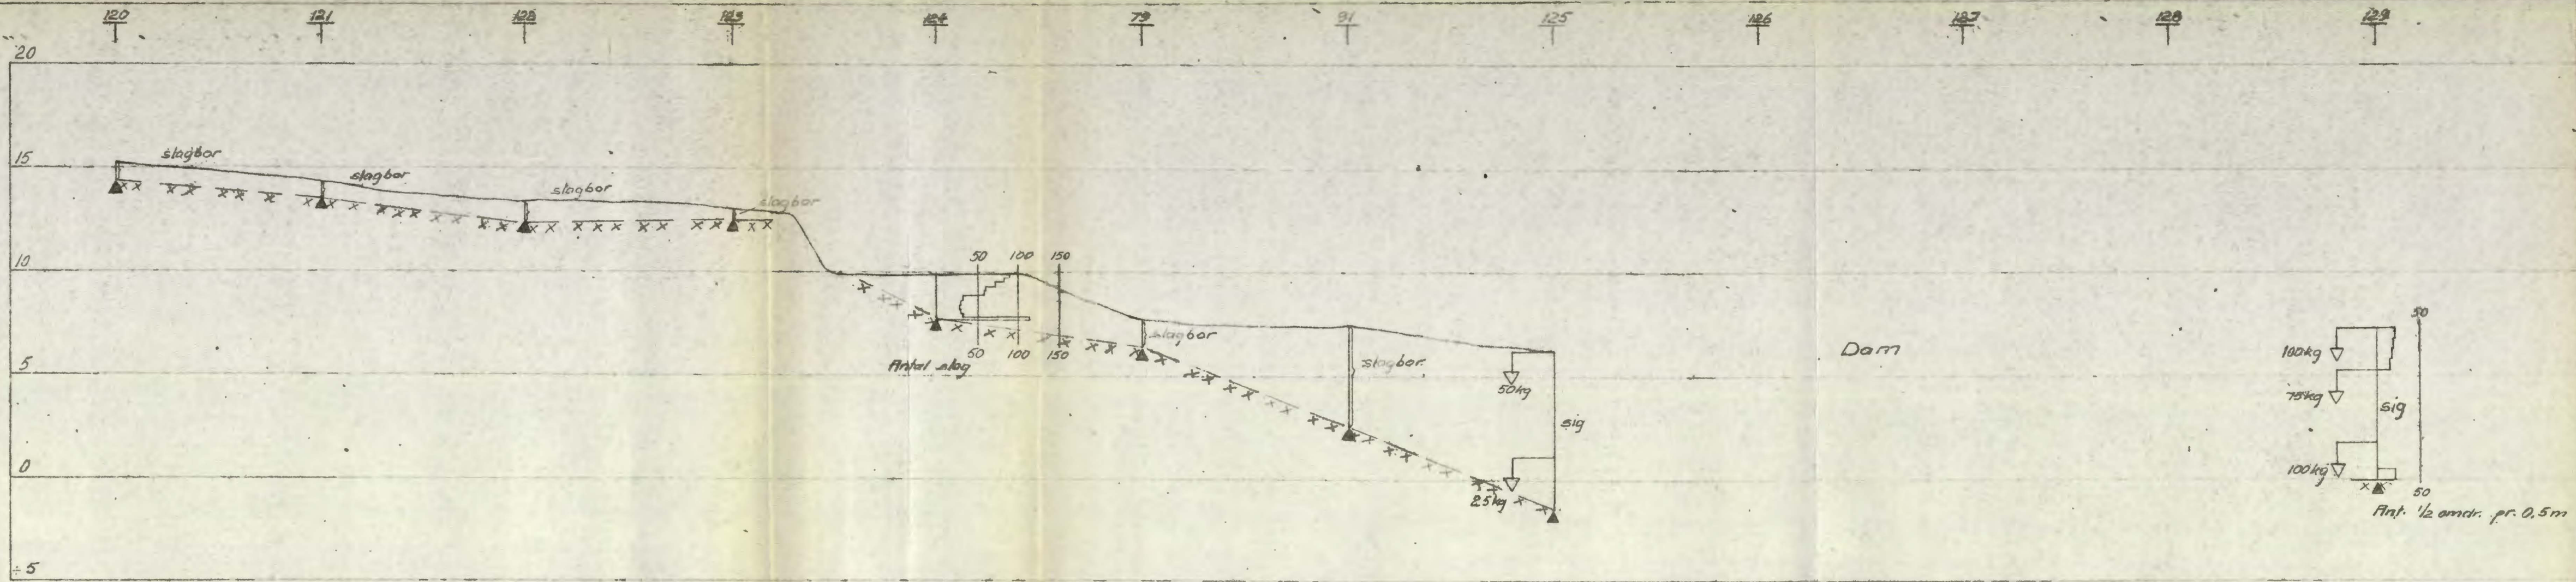 120 121 122 123 124 79 91 125 126 127 128 129
20
15
slagbor
slagbor
slagbor
slagbor
10
50 100 150
50 100 150
Antal slag
slagbor
slagbor
5
50kg
sig
25kg
Dam
50
100kg
75kg
sig
100kg
50
Ant. 1/2 omdr. pr. 0.5m
0
÷5